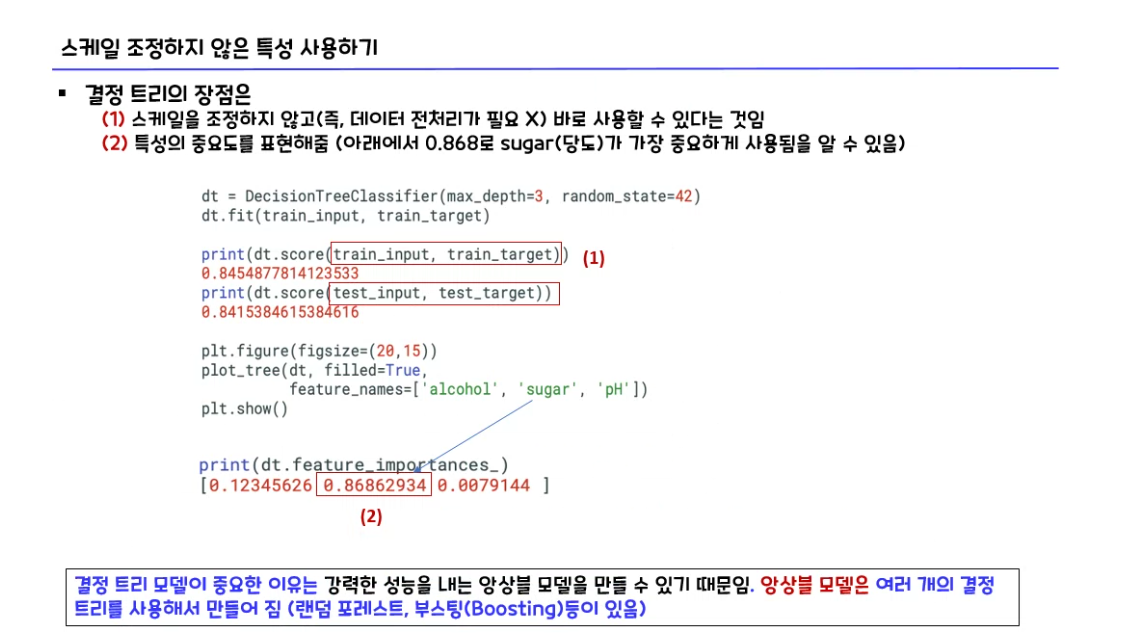 스케일 조정하지 않은 특성 사용하기
▪ 결정 트리의 장점은
(1) 스케일을 조정하지 않고(즉, 데이터 전처리가 필요 X) 바로 사용할 수 있다는 것임
(2) 특성의 중요도를 표현해줌 (아래에서 0.868로 sugar(당도)가 가장 중요하게 사용됨을 알 수 있음)
dt = DecisionTreeClassifier(max_depth=3, random_state=42)
dt.fit(train_input, train_target)
print(dt.score(train_input, train_target)) (1)
0.8454877814123533
print(dt.score(test_input, test_target))
0.8415384615384616
plt.figure(figsize=(20,15))
plot_tree(dt, filled=True,
feature_names=['alcohol', 'sugar', 'pH'])
plt.show()
print(dt.feature_importances_)
[0.12345626 0.86862934 0.0079144 ]
(2)
결정 트리 모델이 중요한 이유는 강력한 성능을 내는 앙상블 모델을 만들 수 있기 때문임. 앙상블 모델은 여러 개의 결정
트리를 사용해서 만들어 짐 (랜덤 포레스트, 부스팅(Boosting)등이 있음)